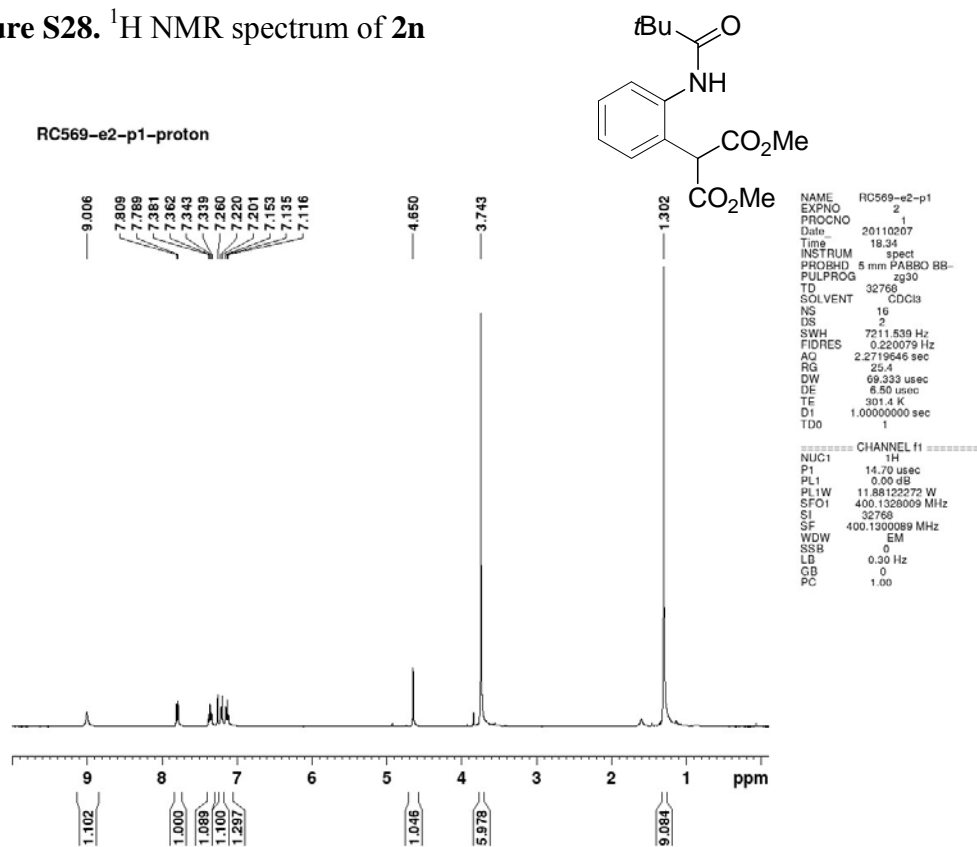 ure S28. ¹H NMR spectrum of 2n
tBu
O
NH
CO₂Me
CO₂Me
RC569-e2-p1-proton
9.006
7.809
7.789
7.381
7.362
7.343
7.339
7.260
7.220
7.201
7.153
7.135
7.116
4.650
3.743
1.302
NAME RC569-e2-p1
EXPNO 2
PROCNO 1
Date_ 20110207
Time 18.34
INSTRUM spect
PROBHD 5 mm PABBO BB-
PULPROG zg30
TD 32768
SOLVENT CDCl3
NS 16
DS 2
SWH 7211.539 Hz
FIDRES 0.220079 Hz
AQ 2.2719646 sec
RG 25.4
DW 69.333 usec
DE 6.50 usec
TE 301.4 K
D1 1.00000000 sec
TD0 1
======== CHANNEL f1 ========
NUC1 1H
P1 14.70 usec
PL1 0.00 dB
PL1W 11.88122272 W
SFO1 400.1328009 MHz
SI 32768
SF 400.1300089 MHz
WDW EM
SSB 0
LB 0.30 Hz
GB 0
PC 1.00
9 8 7 6 5 4 3 2 1 ppm
1.102
1.000
1.089
1.100
1.297
1.046
5.978
9.084